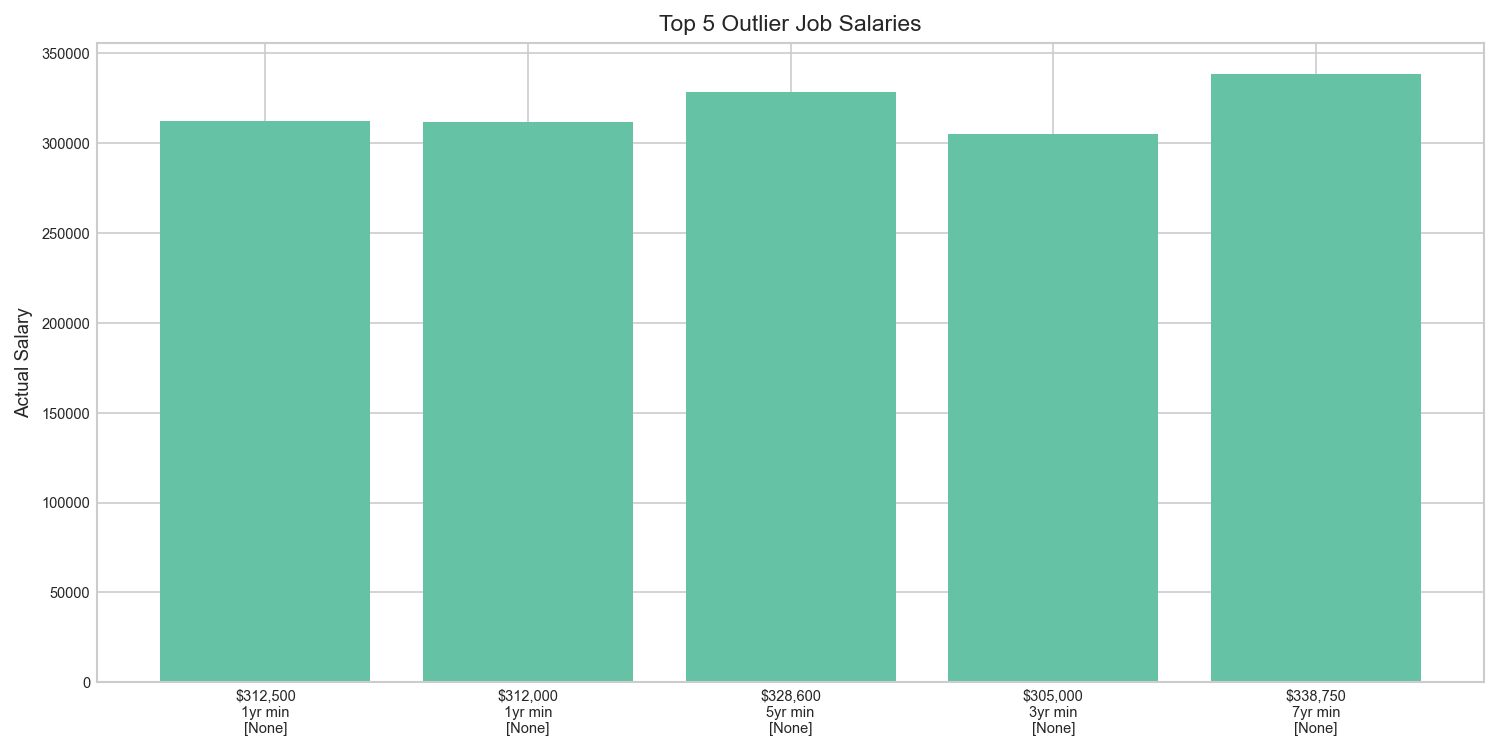 Top 5 Outlier Job Salaries
350000
300000
250000
200000
150000
100000
50000
0
Actual Salary
$312,500
1yr min
[None]
$312,000
1yr min
[None]
$328,600
5yr min
[None]
$305,000
3yr min
[None]
$338,750
7yr min
[None]